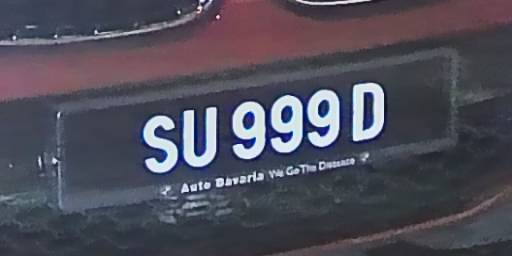 SU 999 D
Auto Bavaria We Go The Distance